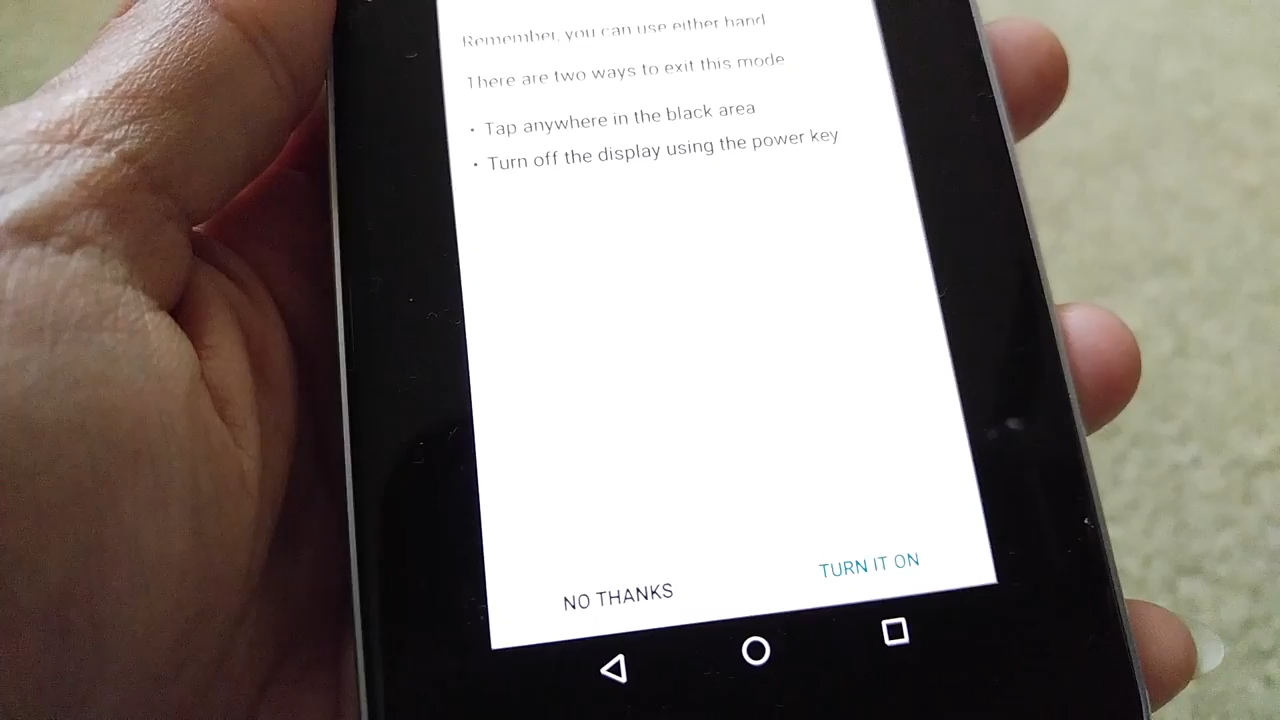 Remember, you can use either hand
There are two ways to exit this mode
• Tap anywhere in the black area
• Turn off the display using the power key
NO THANKS
TURN IT ON